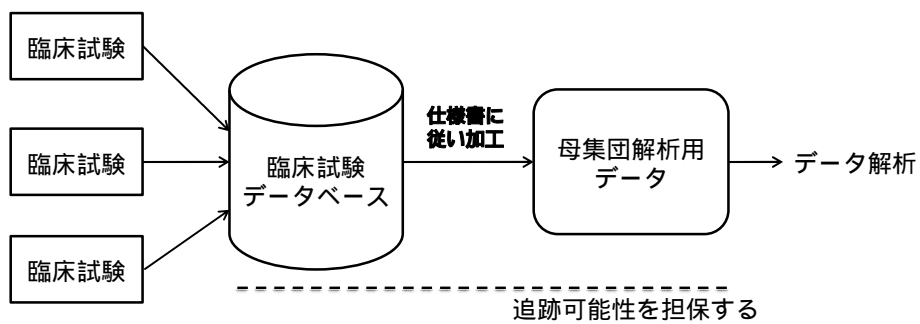 臨床試験
臨床試験
臨床試験
臨床試験
データベース
仕様書に
従い加工
母集団解析用
データ
データ解析
追跡可能性を担保する